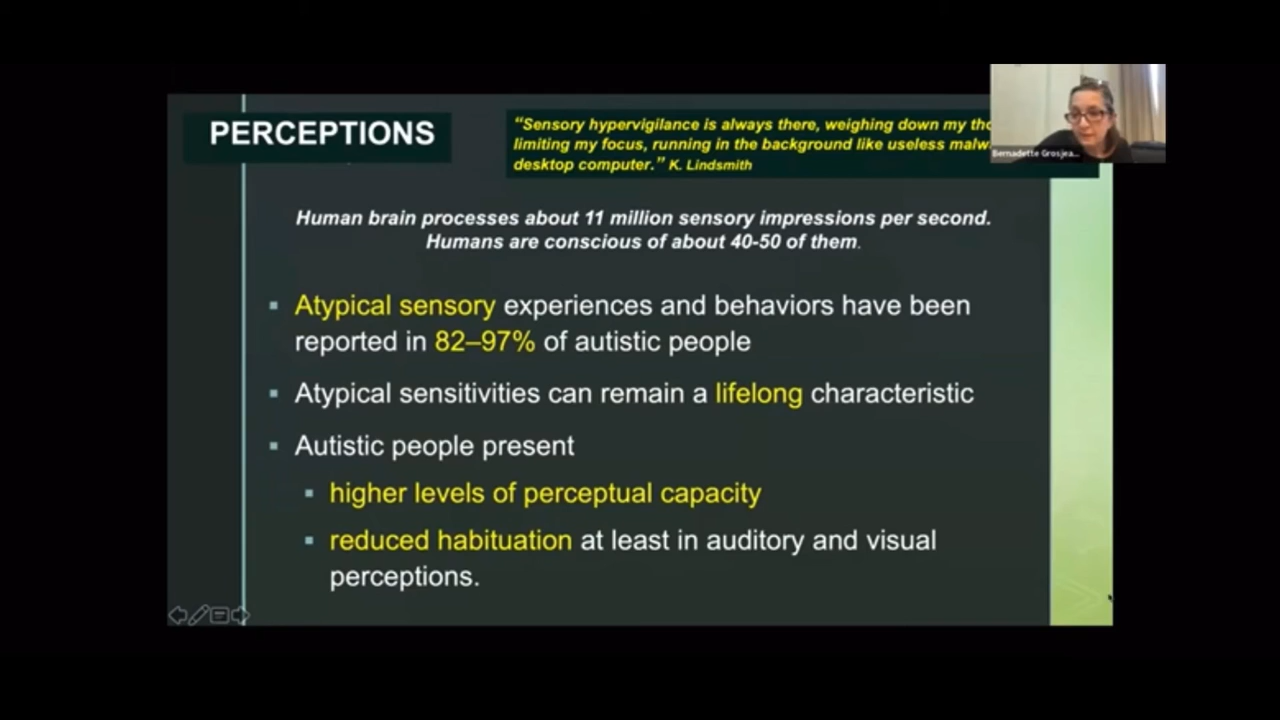 PERCEPTIONS
“Sensory hypervigilance is always there, weighing down my
limiting my focus, running in the background like useless
desktop computer.” K. Lindsmith
Bernadette Grosjea...
Human brain processes about 11 million sensory impressions per second.
Humans are conscious of about 40-50 of them.
▪ Atypical sensory experiences and behaviors have been
reported in 82–97% of autistic people
▪ Atypical sensitivities can remain a lifelong characteristic
▪ Autistic people present
▪ higher levels of perceptual capacity
▪ reduced habituation at least in auditory and visual
perceptions.